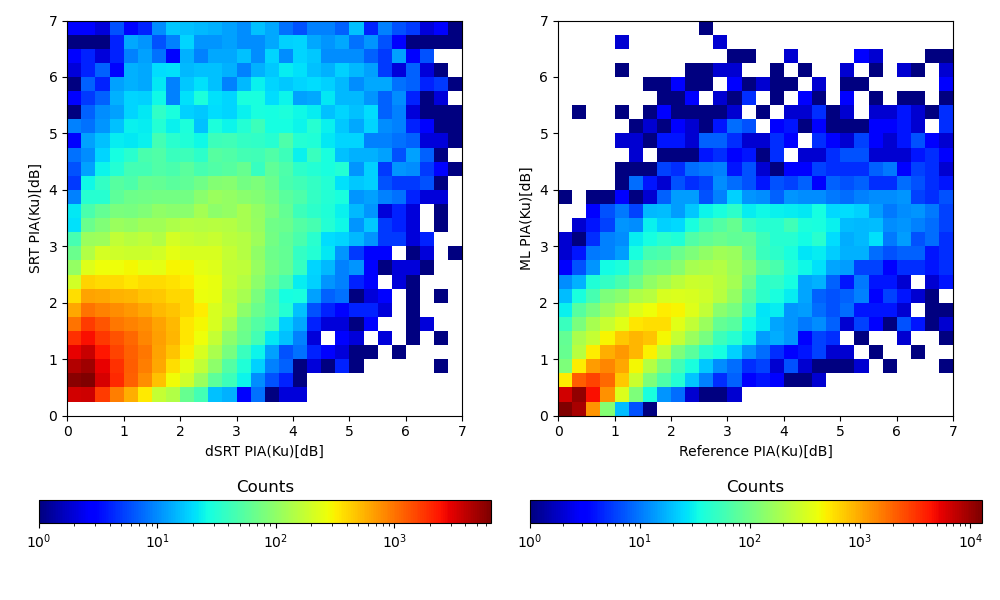 7
6
5
4
3
2
1
0
SRT PIA(Ku)[dB]
0 1 2 3 4 5 6 7
dSRT PIA(Ku)[dB]
Counts
10^0 10^1 10^2 10^3
7
6
5
4
3
2
1
0
ML PIA(Ku)[dB]
0 1 2 3 4 5 6 7
Reference PIA(Ku)[dB]
Counts
10^0 10^1 10^2 10^3 10^4